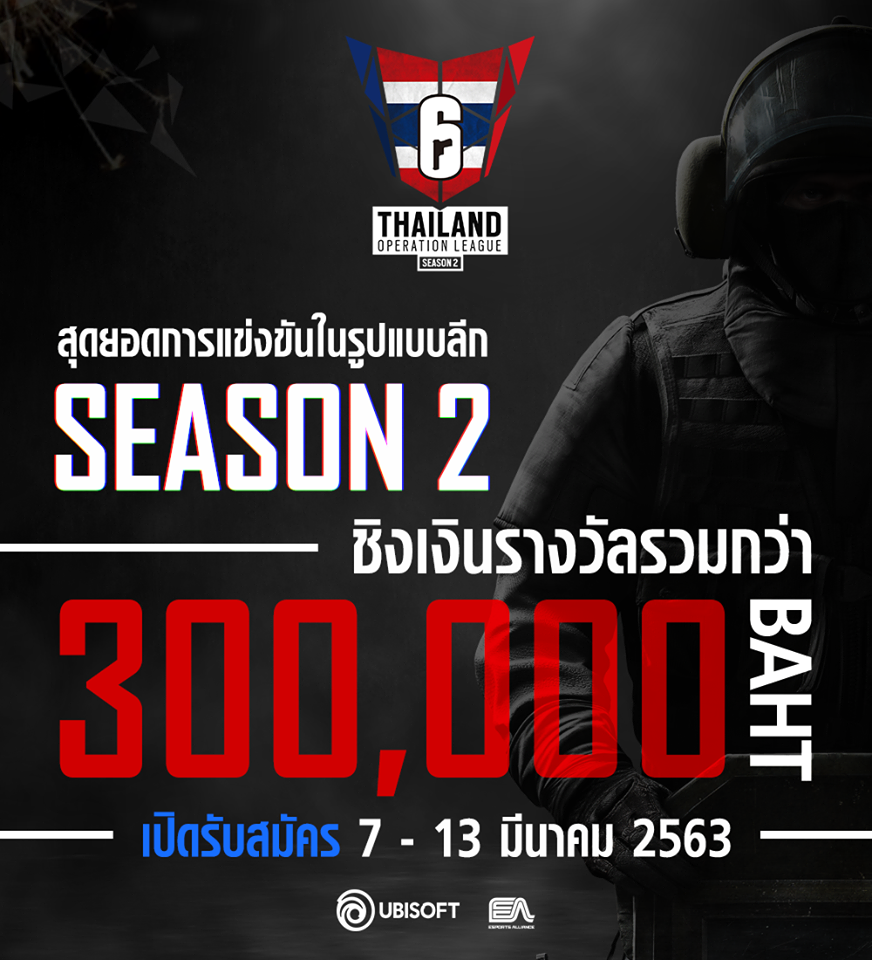 6
THAILAND
OPERATION LEAGUE
SEASON 2
สุดยอดการแข่งขันในรูปแบบลีก
SEASON 2
ชิงเงินรางวัลรวมกว่า
300,000
BAHT
เปิดรับสมัคร 7 - 13 มีนาคม 2563
UBISOFT
EA
ESPORTS ALLIANCE